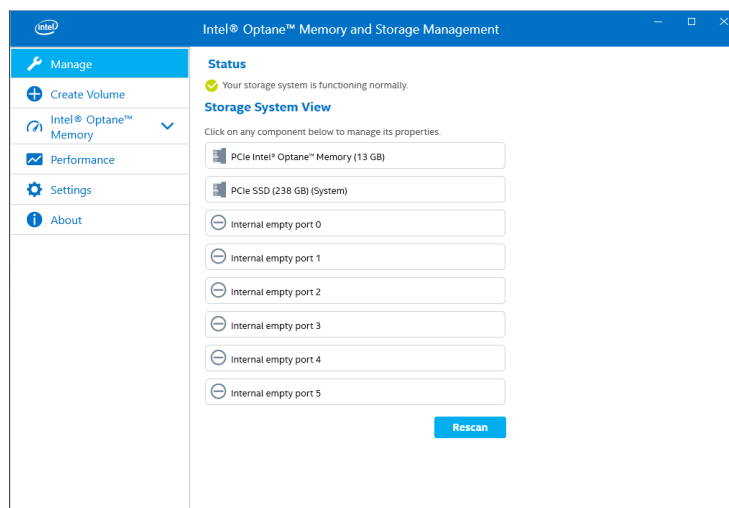 intel
Intel® Optane™ Memory and Storage Management
Manage
Create Volume
Intel® Optane™
Memory
Performance
Settings
About
Status
Your storage system is functioning normally.
Storage System View
Click on any component below to manage its properties.
PCIe Intel® Optane™ Memory (13 GB)
PCIe SSD (238 GB) (System)
Internal empty port 0
Internal empty port 1
Internal empty port 2
Internal empty port 3
Internal empty port 4
Internal empty port 5
Rescan